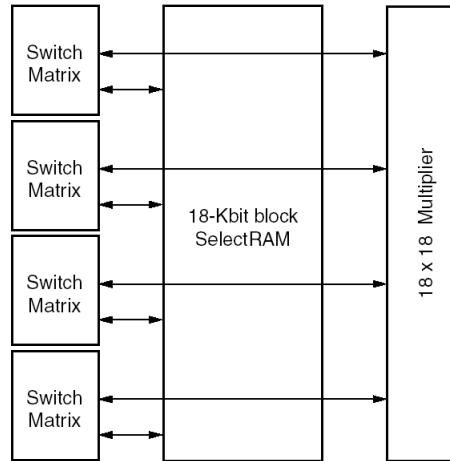 Switch
Matrix
Switch
Matrix
18-Kbit block
SelectRAM
Switch
Matrix
Switch
Matrix
18 x 18 Multiplier